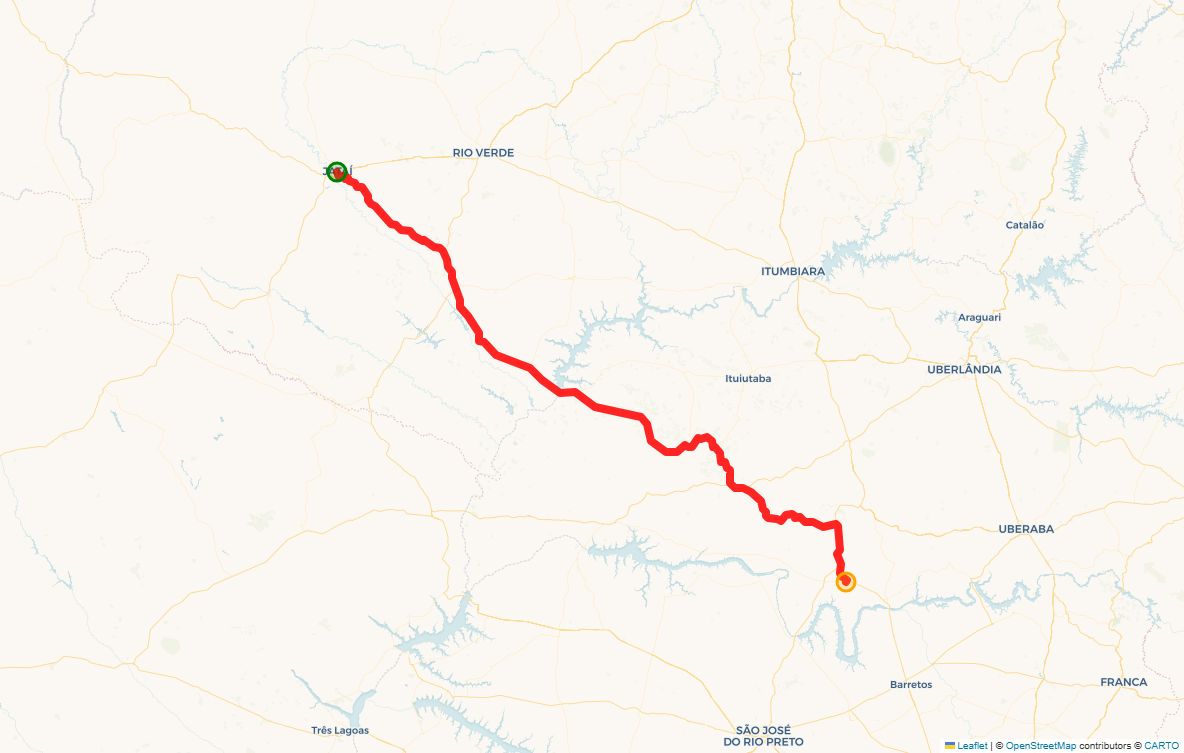 RIO VERDE
JATAÍ
Catalão
ITUMBIARA
Araguari
UBERLÂNDIA
Ituiutaba
UBERABA
FRANCA
Barretos
Três Lagoas
SÃO JOSÉ
DO RIO PRETO
Leaflet | © OpenStreetMap contributors © CARTO